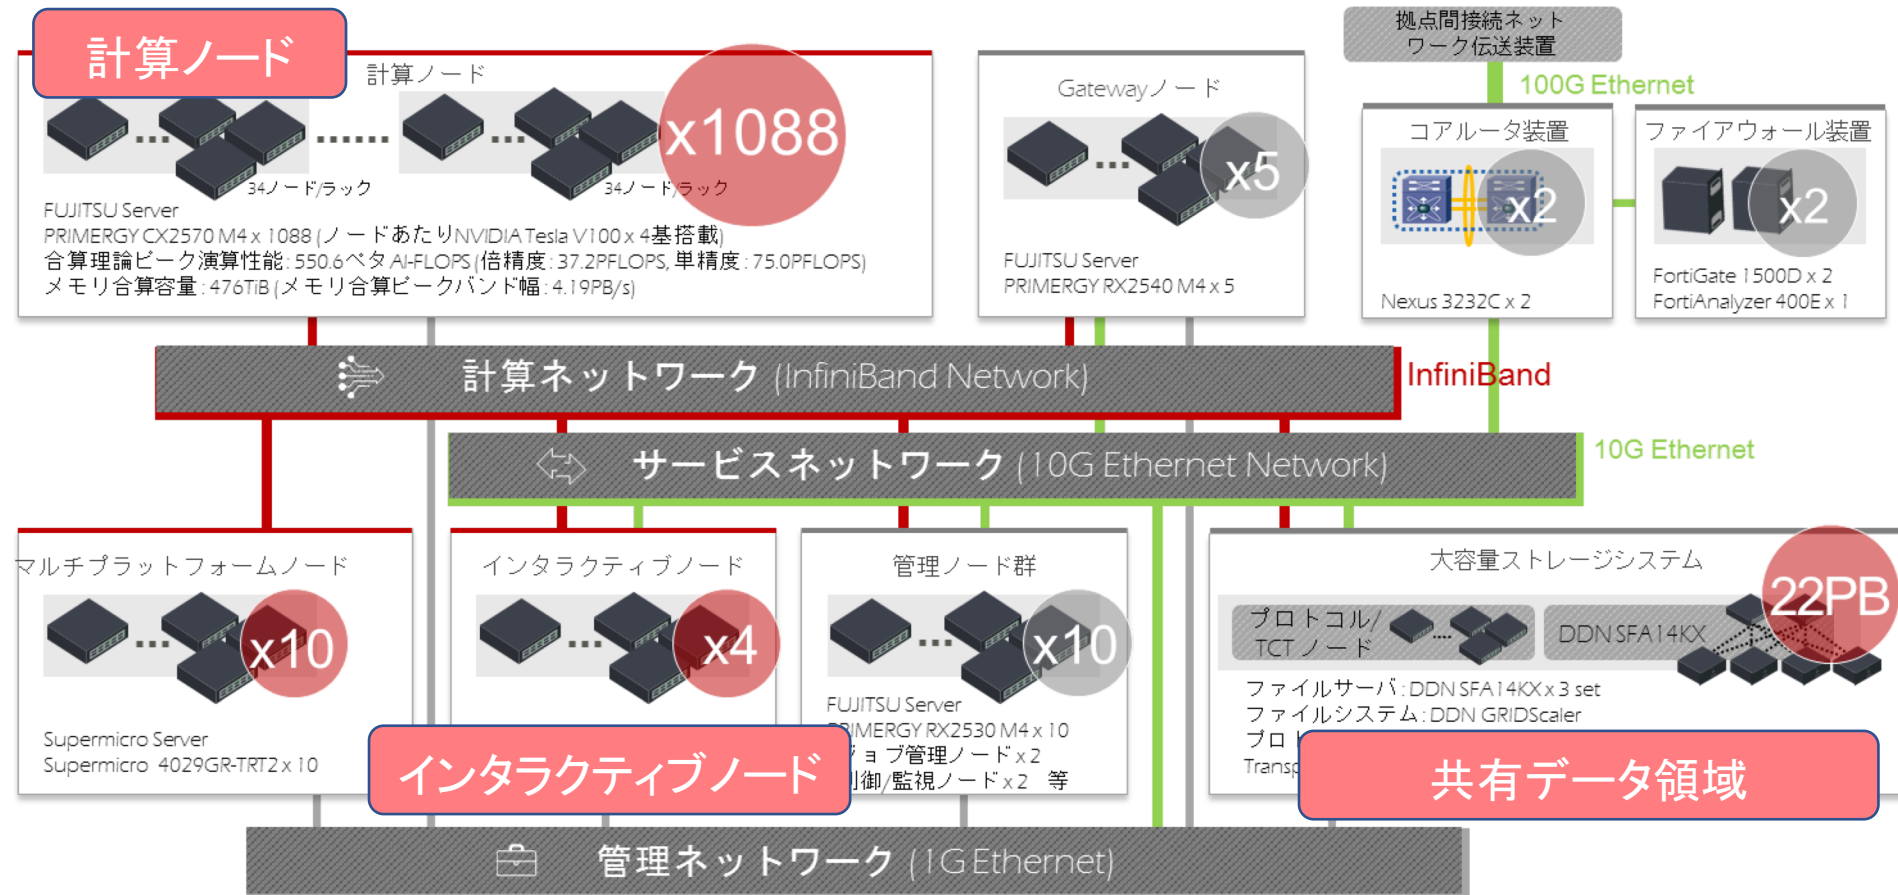 計算ノード
計算ノード
x1088
34ノード/ラック
34ノード/ラック
FUJITSU Server
PRIMERGY CX2570 M4 x 1088 (ノードあたりNVIDIA Tesla V100 x 4基搭載)
合算理論ピーク演算性能 : 550.6ペタ AI-FLOPS (倍精度 : 37.2PFLOPS, 単精度 : 75.0PFLOPS)
メモリ合算容量 : 476TiB (メモリ合算ピークバンド幅 : 4.19PB/s)
Gatewayノード
x5
FUJITSU Server
PRIMERGY RX2540 M4 x 5
拠点間接続ネット
ワーク伝送装置
100G Ethernet
コアルータ装置
x2
Nexus 3232C x 2
ファイアウォール装置
x2
FortiGate 1500D x 2
FortiAnalyzer 400E x 1
計算ネットワーク (InfiniBand Network)
InfiniBand
サービスネットワーク (10G Ethernet Network)
10G Ethernet
マルチプラットフォームノード
x10
Supermicro Server
Supermicro 4029GR-TRT2 x 10
インタラクティブノード
x4
インタラクティブノード
管理ノード群
x10
FUJITSU Server
PRIMERGY RX2530 M4 x 10
ジョブ管理ノード x 2
制御/監視ノード x 2 等
大容量ストレージシステム
22PB
プロトコル/
TCT ノード
DDN SFA14KX
ファイルサーバ : DDN SFA14KX x 3 set
ファイルシステム : DDN GRIDScaler
プロ
Transp
共有データ領域
管理ネットワーク (1G Ethernet)